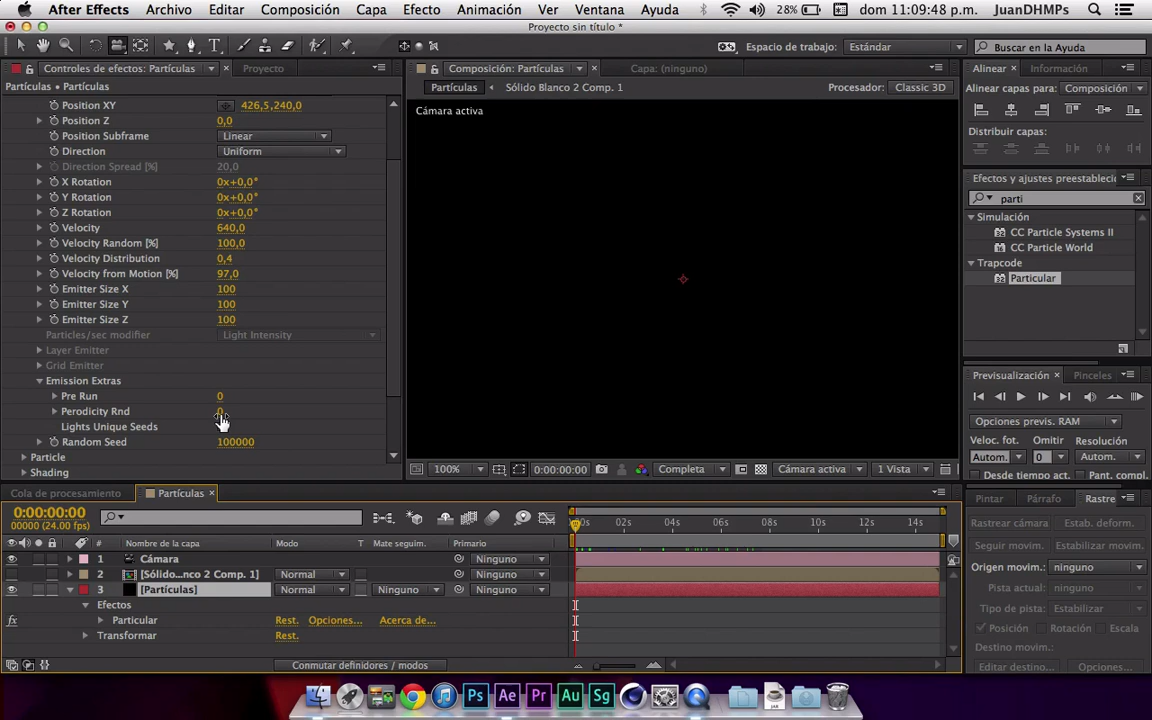 After Effects Archivo Editar Composición Capa Efecto Animación Ver Ventana Ayuda 28% dom 11:09:48 p.m. JuanDHMPs
Proyecto sin título *
Espacio de trabajo: Estándar Buscar en la Ayuda
Controles de efectos: Partículas Proyecto
Partículas • Partículas
Position XY 426,5,240,0
Position Z 0,0
Position Subframe Linear
Direction Uniform
Direction Spread [%] 20,0
X Rotation 0x+0,0°
Y Rotation 0x+0,0°
Z Rotation 0x+0,0°
Velocity 640,0
Velocity Random [%] 100,0
Velocity Distribution 0,4
Velocity from Motion [%] 97,0
Emitter Size X 100
Emitter Size Y 100
Emitter Size Z 100
Particles/sec modifier Light Intensity
Layer Emitter
Grid Emitter
Emission Extras
Pre Run 0
Perodicity Rnd
Lights Unique Seeds
Random Seed 100000
Particle
Shading
Composición: Partículas Capa: (ninguno)
Partículas Sólido Blanco 2 Comp. 1 Procesador: Classic 3D
Cámara activa
100% 0:00:00:00 Completa Cámara activa 1 Vista
Alinear Información
Alinear capas para: Composición
Distribuir capas:
Efectos y ajustes preestableci
parti
Simulación
32 CC Particle Systems II
32 CC Particle World
Trapcode
32 Particular
Previsualización Pinceles
Opciones previs. RAM
Veloc. fot. Omitir Resolución
Autom. 0 Autom.
Desde tiempo act. Pant. compl.
Cola de procesamiento Partículas
0:00:00:00
00000 (24.00 fps)
Nombre de la capa Modo T Mate seguim. Primario
02s 04s 06s 08s 10s 12s 14s
1 Cámara Ninguno
2 [Sólido...nco 2 Comp. 1] Normal Ninguno
3 [Partículas] Normal Ninguno Ninguno
Efectos
fx Particular Rest. Opciones... Acerca de...
Transformar Rest.
Conmutar definidores / modos
Pintar Párrafo Rastre
Rastrear cámara Estab. deform.
Seguir movim. Estabilizar movim.
Origen movim.: ninguno
Pista actual: ninguno
Tipo de pista: Estabilizar
Posición Rotación Escala
Destino movim.
Editar destino... Opciones...
Ps Ae Pr Au Sg JAR